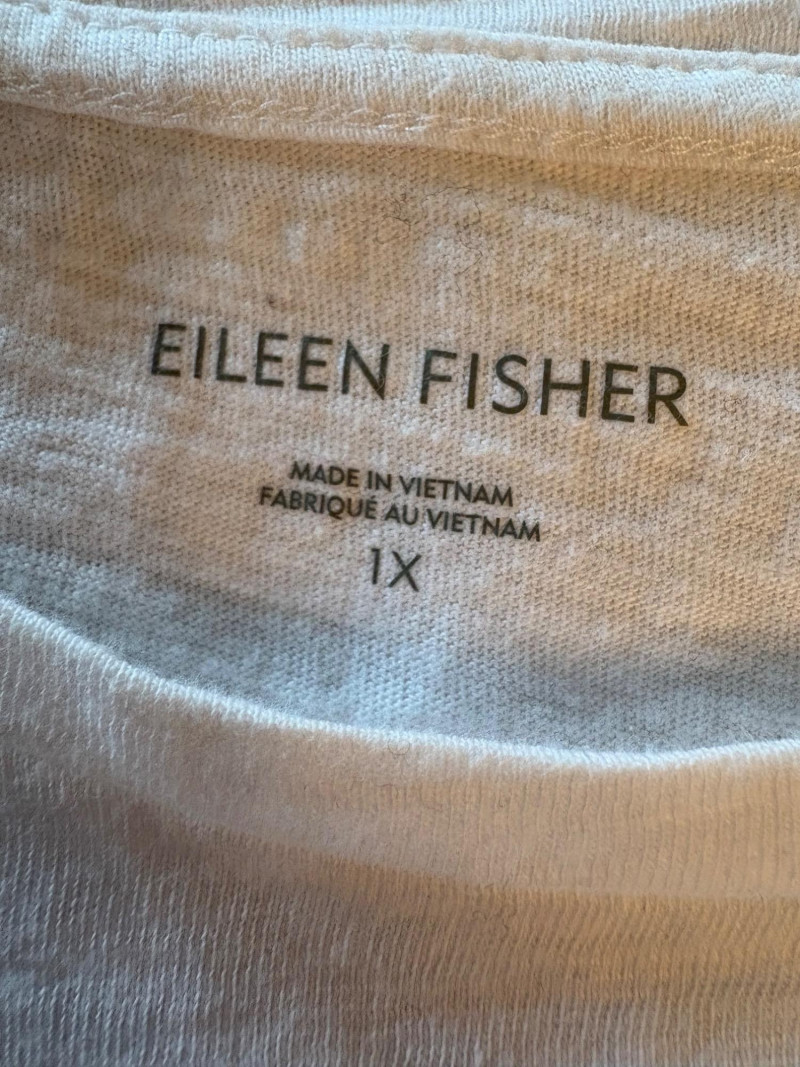 EILEEN FISHER
MADE IN VIETNAM
FABRIQUÉ AU VIETNAM
1X